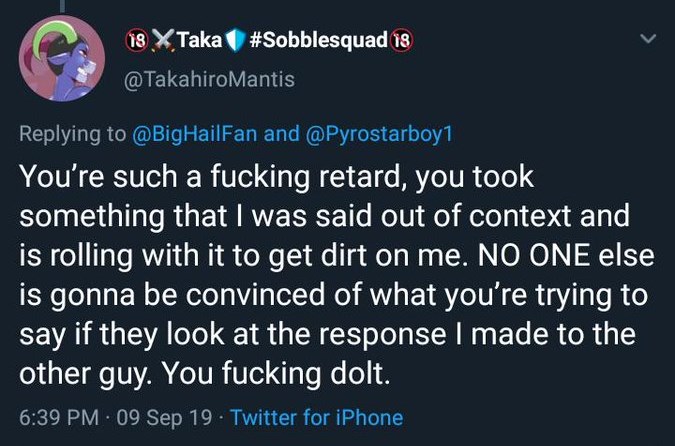 🔞⚔Taka🛡#Sobblesquad🔞
@TakahiroMantis
Replying to @BigHailFan and @Pyrostarboy1
You're such a fucking retard, you took
something that I was said out of context and
is rolling with it to get dirt on me. NO ONE else
is gonna be convinced of what you're trying to
say if they look at the response I made to the
other guy. You fucking dolt.
6:39 PM · 09 Sep 19 · Twitter for iPhone